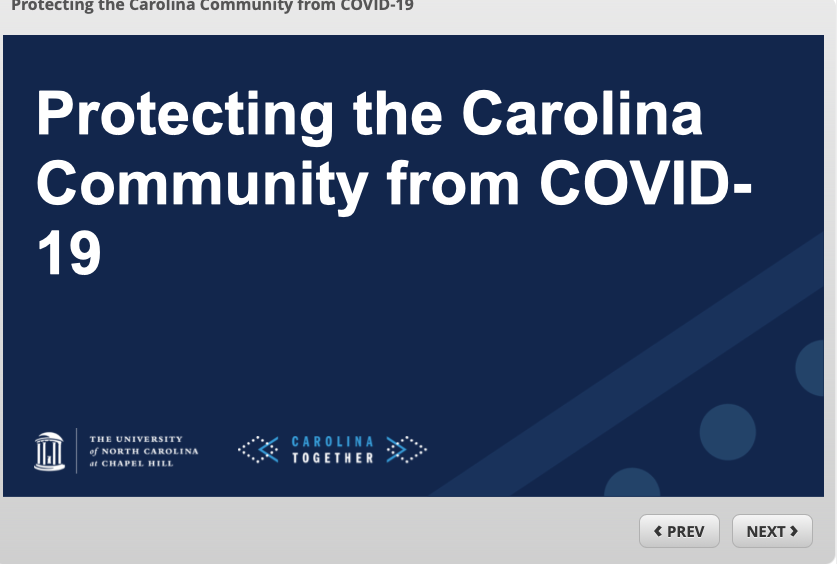 Protecting the Carolina Community from COVID-19
Protecting the Carolina
Community from COVID-
19
THE UNIVERSITY
of NORTH CAROLINA
at CHAPEL HILL
CAROLINA
TOGETHER
PREV
NEXT